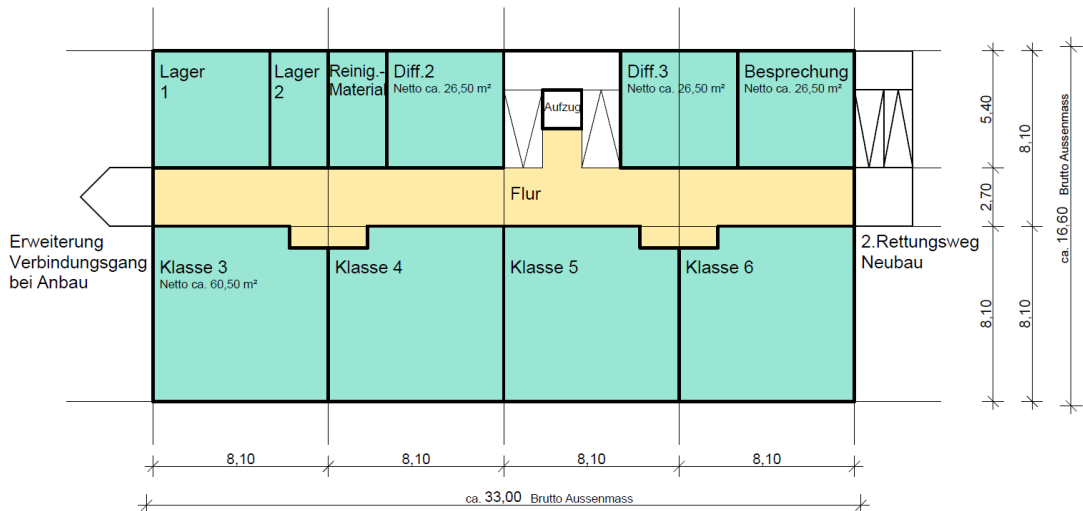 Lager
1
Lager
2
Reinig.-
Material
Diff.2
Netto ca. 26,50 m²
Aufzug
Diff.3
Netto ca. 26,50 m²
Besprechung
Netto ca. 26,50 m²
Flur
Erweiterung
Verbindungsgang
bei Anbau
Klasse 3
Netto ca. 60,50 m²
Klasse 4
Klasse 5
Klasse 6
2.Rettungsweg
Neubau
5,40
2,70
8,10
8,10
8,10
ca. 16,60 Brutto Aussenmass
8,10
8,10
8,10
8,10
ca. 33,00 Brutto Aussenmass